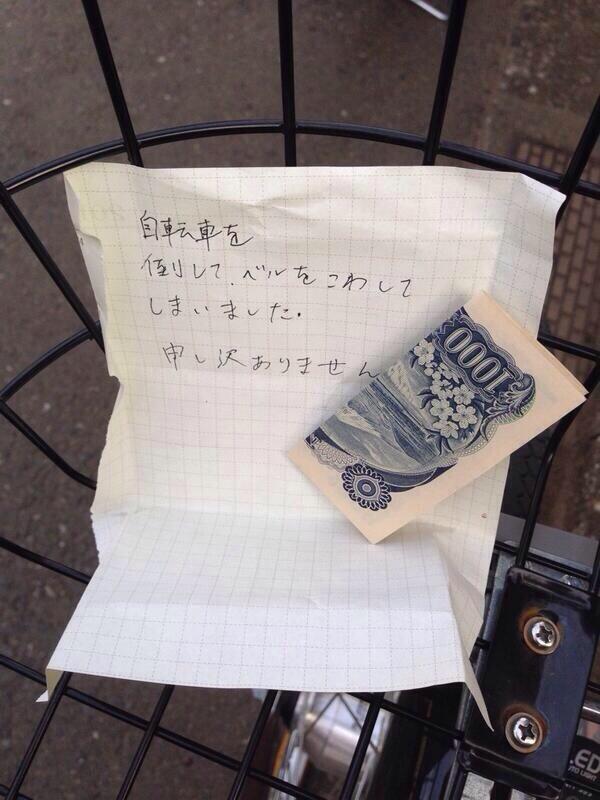 自転車を
倒して、ベルをこわして
しまいました。
申し訳ありません
1000